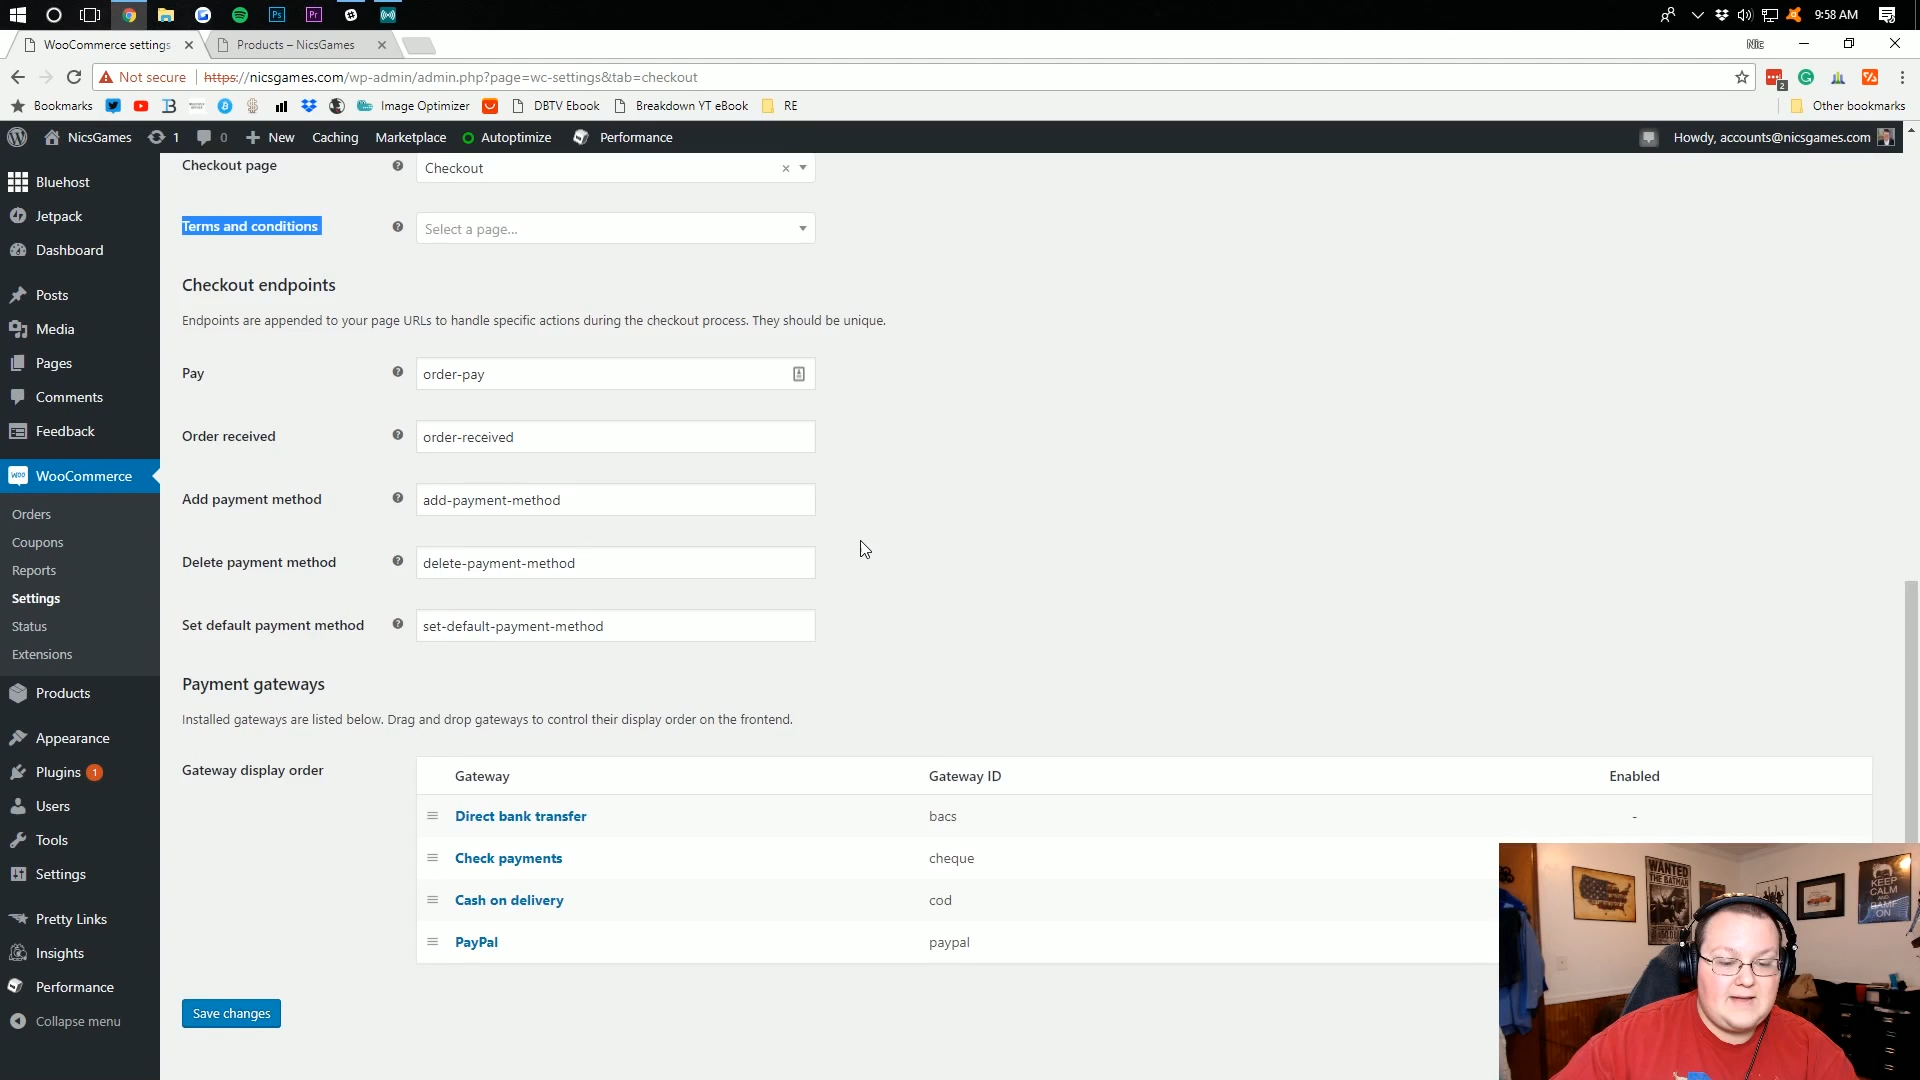 9:58 AM
WooCommerce settings
Products – NicsGames
Nic
Not secure
https://nicsgames.com/wp-admin/admin.php?page=wc-settings&tab=checkout
2
Bookmarks
Image Optimizer
DBTV Ebook
Breakdown YT eBook
RE
Other bookmarks
NicsGames
1
0
New
Caching
Marketplace
Autoptimize
Performance
Howdy, accounts@nicsgames.com
Bluehost
Jetpack
Dashboard
Posts
Media
Pages
Comments
Feedback
WooCommerce
Orders
Coupons
Reports
Settings
Status
Extensions
Products
Appearance
Plugins 1
Users
Tools
Settings
Pretty Links
Insights
Performance
Collapse menu
Checkout page
Checkout
Terms and conditions
Select a page...
Checkout endpoints
Endpoints are appended to your page URLs to handle specific actions during the checkout process. They should be unique.
Pay
order-pay
Order received
order-received
Add payment method
add-payment-method
Delete payment method
delete-payment-method
Set default payment method
set-default-payment-method
Payment gateways
Installed gateways are listed below. Drag and drop gateways to control their display order on the frontend.
Gateway display order
Gateway Gateway ID Enabled
Direct bank transfer bacs -
Check payments cheque
Cash on delivery cod
PayPal paypal
Save changes
WANTED
THE BATMAN
KEEP
CALM
AND
BAMF
ON